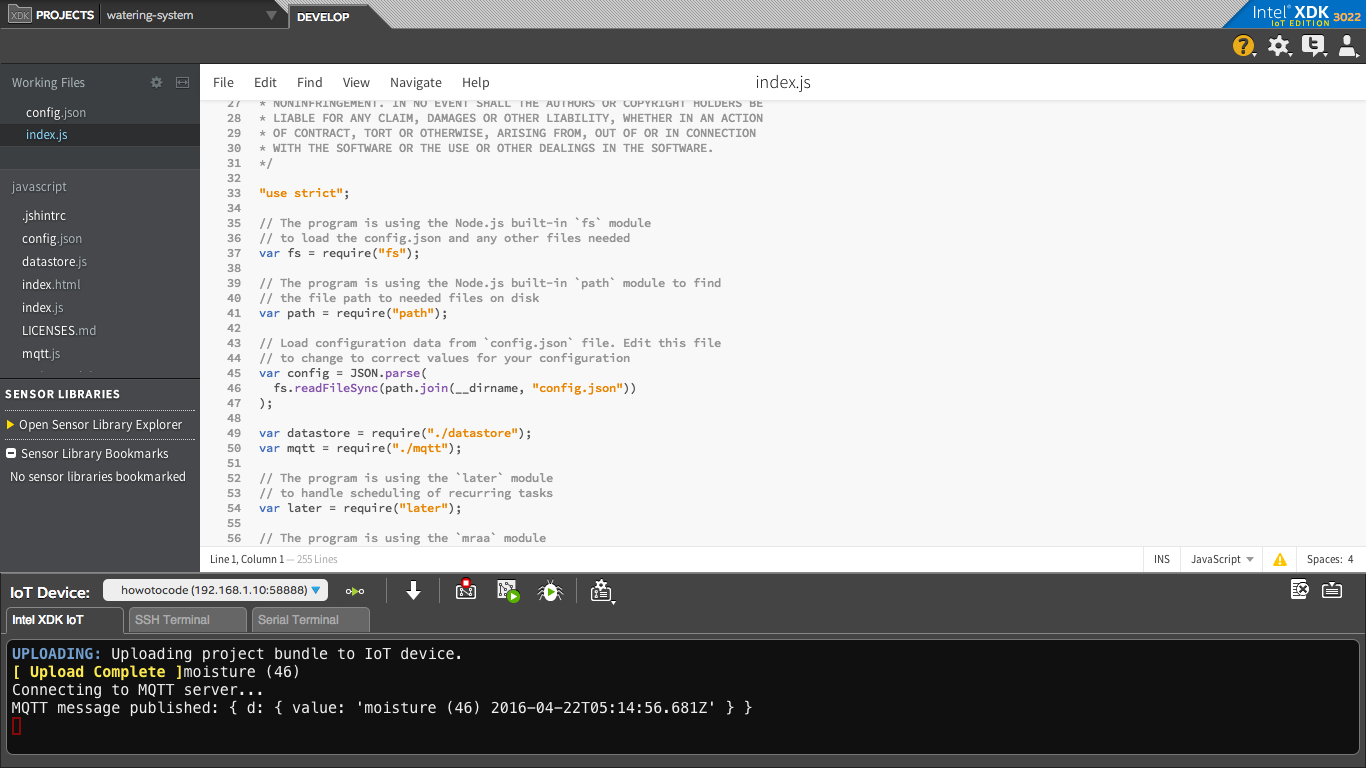 XDK PROJECTS watering-system DEVELOP
Intel® XDK IoT EDITION 3022
Working Files
config.json
index.js
javascript
.jshintrc
config.json
datastore.js
index.html
index.js
LICENSES.md
mqtt.js
SENSOR LIBRARIES
Open Sensor Library Explorer
Sensor Library Bookmarks
No sensor libraries bookmarked
File Edit Find View Navigate Help index.js
27 * NONINFRINGEMENT. IN NO EVENT SHALL THE AUTHORS OR COPYRIGHT HOLDERS BE
28 * LIABLE FOR ANY CLAIM, DAMAGES OR OTHER LIABILITY, WHETHER IN AN ACTION
29 * OF CONTRACT, TORT OR OTHERWISE, ARISING FROM, OUT OF OR IN CONNECTION
30 * WITH THE SOFTWARE OR THE USE OR OTHER DEALINGS IN THE SOFTWARE.
31 */
32
33 "use strict";
34
35 // The program is using the Node.js built-in `fs` module
36 // to load the config.json and any other files needed
37 var fs = require("fs");
38
39 // The program is using the Node.js built-in `path` module to find
40 // the file path to needed files on disk
41 var path = require("path");
42
43 // Load configuration data from `config.json` file. Edit this file
44 // to change to correct values for your configuration
45 var config = JSON.parse(
46   fs.readFileSync(path.join(__dirname, "config.json"))
47 );
48
49 var datastore = require("./datastore");
50 var mqtt = require("./mqtt");
51
52 // The program is using the `later` module
53 // to handle scheduling of recurring tasks
54 var later = require("later");
55
56 // The program is using the `mraa` module
Line 1, Column 1 — 255 Lines INS JavaScript Spaces: 4
IoT Device: howotocode (192.168.1.10:58888)
Intel XDK IoT SSH Terminal Serial Terminal
UPLOADING: Uploading project bundle to IoT device.
[ Upload Complete ]moisture (46)
Connecting to MQTT server...
MQTT message published: { d: { value: 'moisture (46) 2016-04-22T05:14:56.681Z' } }